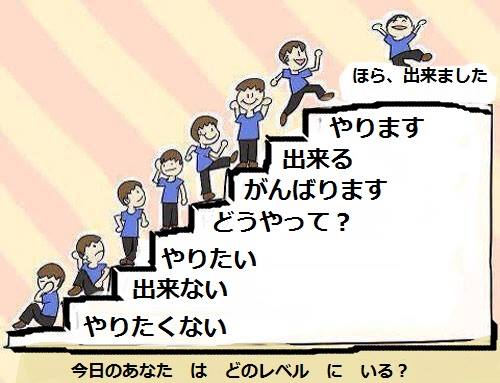 ほら、出来ました
やります
出来る
がんばります
どうやって？
やりたい
出来ない
やりたくない
今日のあなた　は　どのレベル　に　いる？